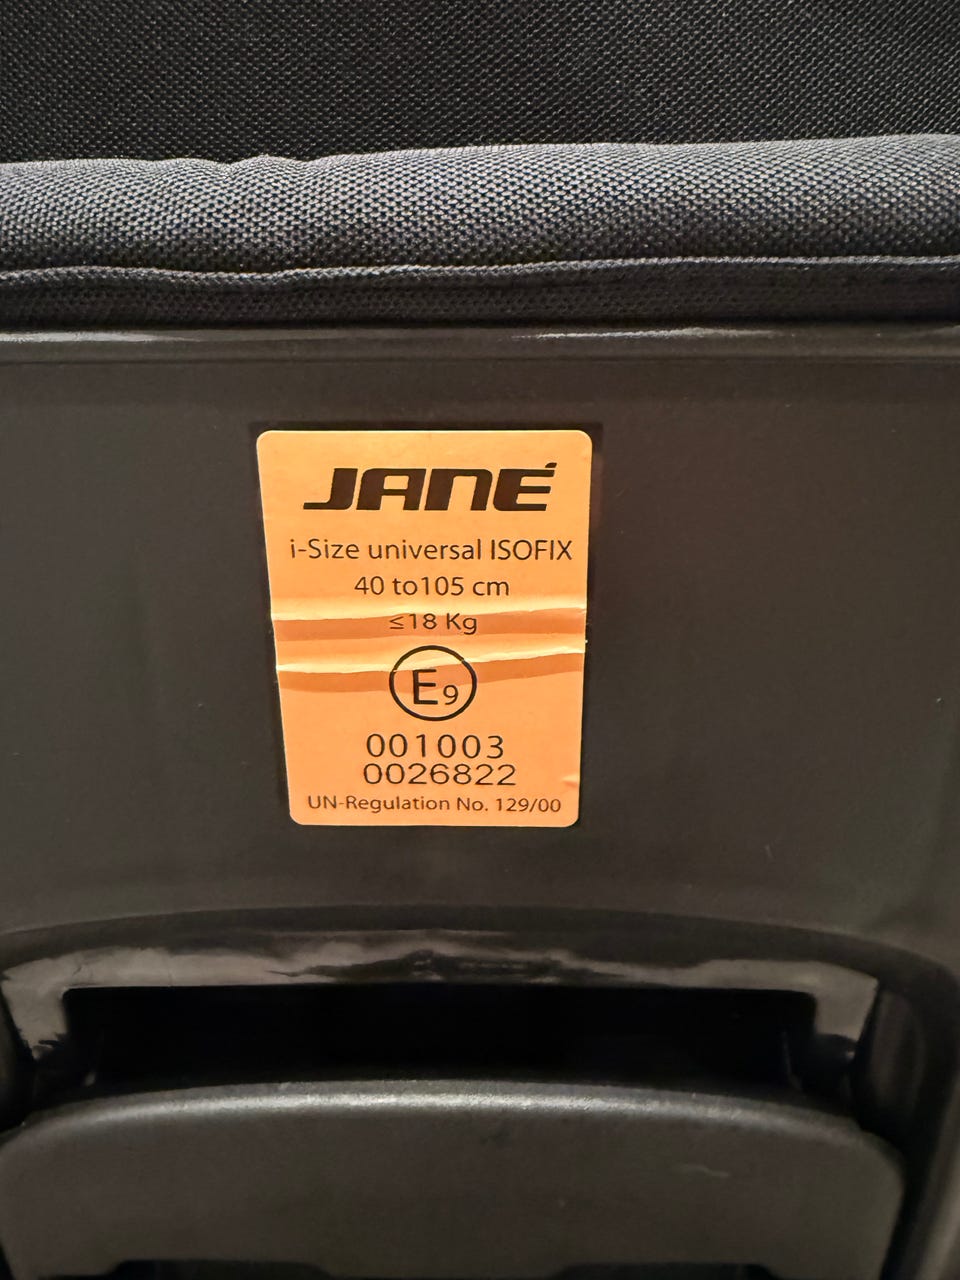 JANÉ
i-Size universal ISOFIX
40 to105 cm
≤18 Kg
E9
001003
0026822
UN-Regulation No. 129/00